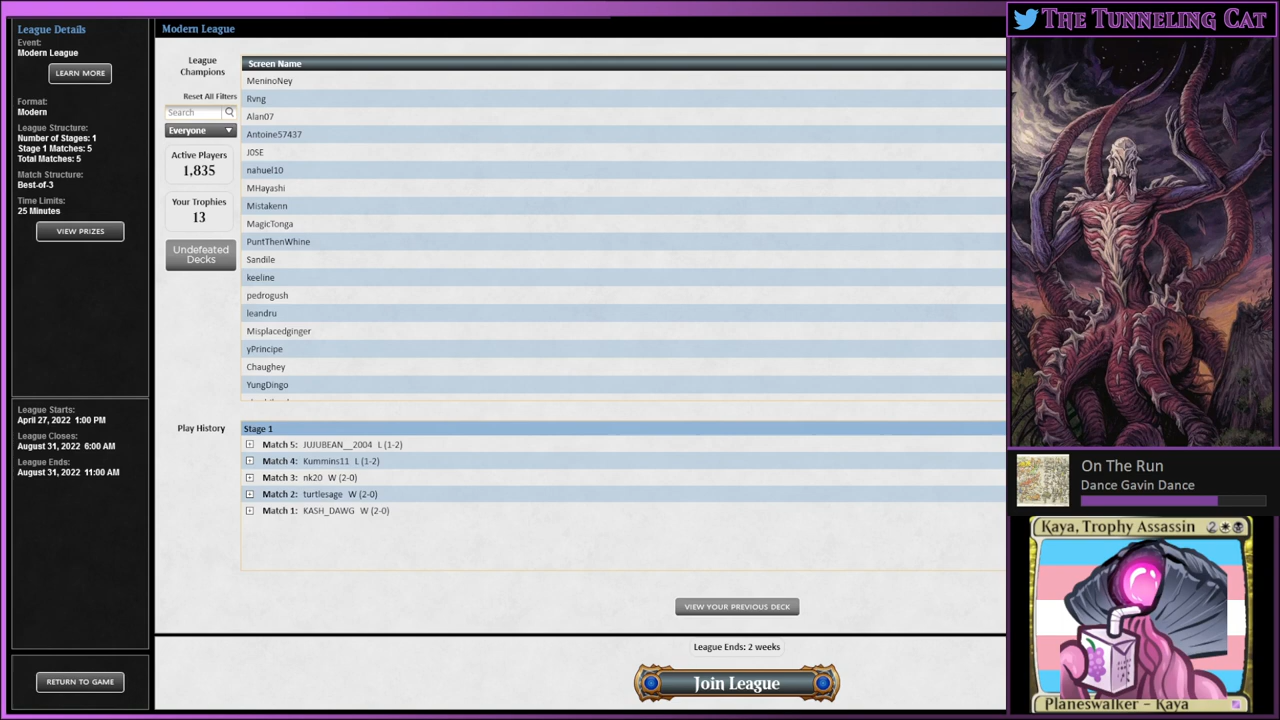 League Details
Event:
Modern League
LEARN MORE
Format:
Modern
League Structure:
Number of Stages: 1
Stage 1 Matches: 5
Total Matches: 5
Match Structure:
Best-of-3
Time Limits:
25 Minutes
VIEW PRIZES
League Starts:
April 27, 2022 1:00 PM
League Closes:
August 31, 2022 6:00 AM
League Ends:
August 31, 2022 11:00 AM
RETURN TO GAME
Modern League
League
Champions
Reset All Filters
Search
Everyone
Active Players
1,835
Your Trophies
13
Undefeated
Decks
Screen Name
MeninoNey
Rvng
Alan07
Antoine57437
J0SE
nahuel10
MHayashi
Mistakenn
MagicTonga
PuntThenWhine
Sandile
keeline
pedrogush
leandru
Misplacedginger
yPrincipe
Chaughey
YungDingo
Play History
Stage 1
Match 5: JUJUBEAN__2004 L (1-2)
Match 4: Kummins11 L (1-2)
Match 3: nk20 W (2-0)
Match 2: turtlesage W (2-0)
Match 1: KASH_DAWG W (2-0)
VIEW YOUR PREVIOUS DECK
League Ends: 2 weeks
Join League
The Tunneling Cat
On The Run
Dance Gavin Dance
Kaya, Trophy Assassin 2
Planeswalker - Kaya